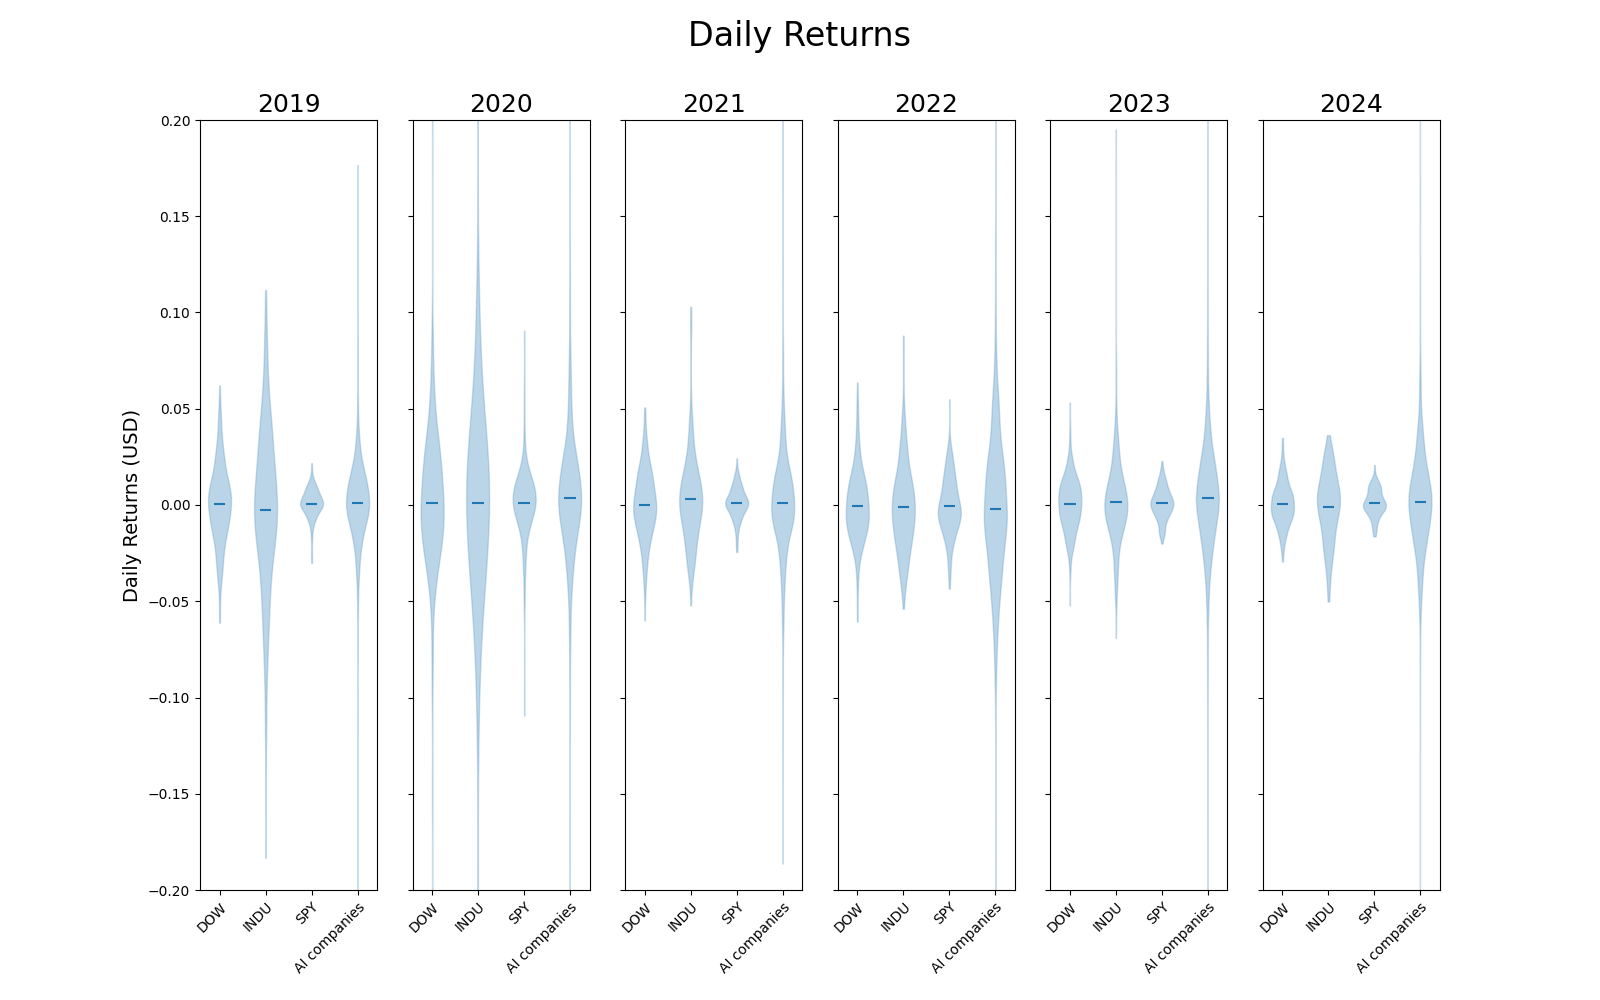 Daily Returns
2019 2020 2021 2022 2023 2024
0.20
0.15
0.10
0.05
0.00
−0.05
−0.10
−0.15
−0.20
Daily Returns (USD)
DOW INDU SPY AI companies DOW INDU SPY AI companies DOW INDU SPY AI companies DOW INDU SPY AI companies DOW INDU SPY AI companies DOW INDU SPY AI companies